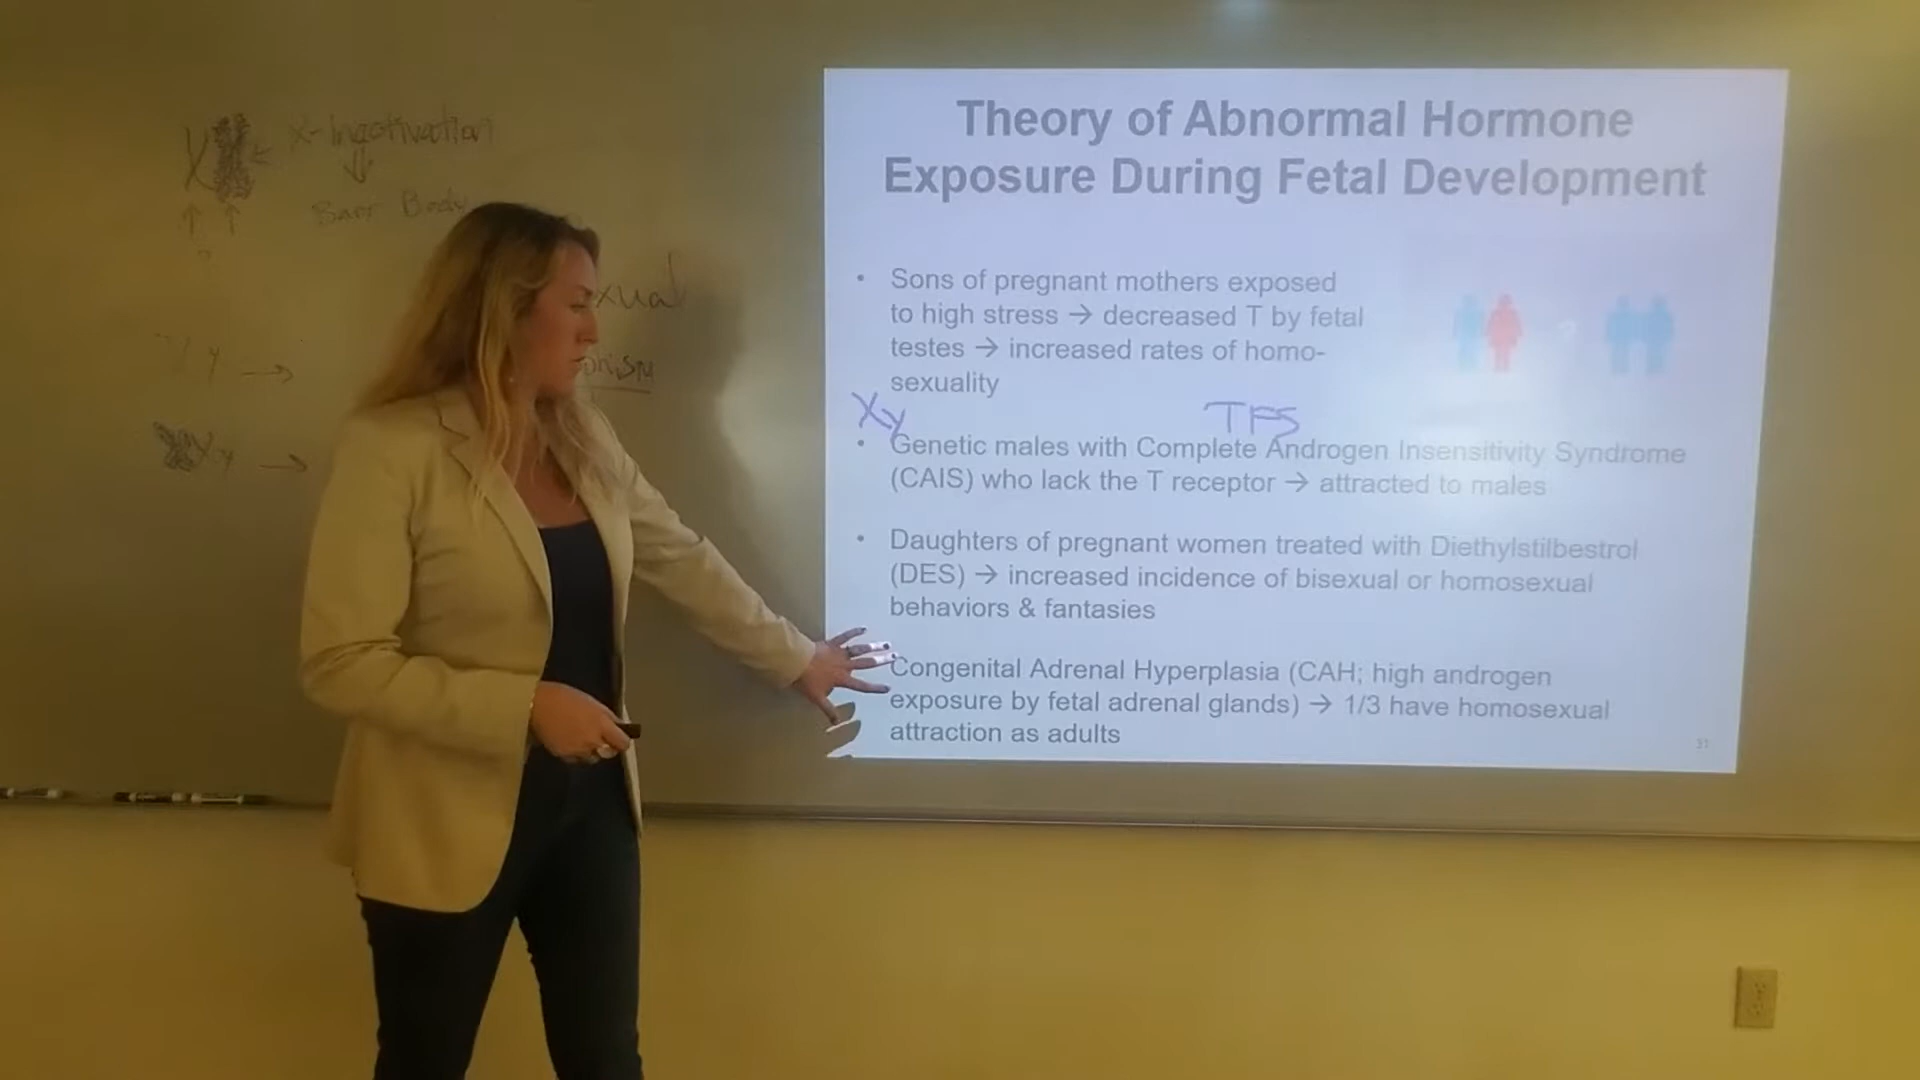 X-Inactivation
Barr Body
Xy
Theory of Abnormal Hormone
Exposure During Fetal Development
• Sons of pregnant mothers exposed
to high stress → decreased T by fetal
testes → increased rates of homo-
sexuality
Xy TFS
• Genetic males with Complete Androgen Insensitivity Syndrome
(CAIS) who lack the T receptor → attracted to males
• Daughters of pregnant women treated with Diethylstilbestrol
(DES) → increased incidence of bisexual or homosexual
behaviors & fantasies
Congenital Adrenal Hyperplasia (CAH; high androgen
exposure by fetal adrenal glands) → 1/3 have homosexual
attraction as adults
31